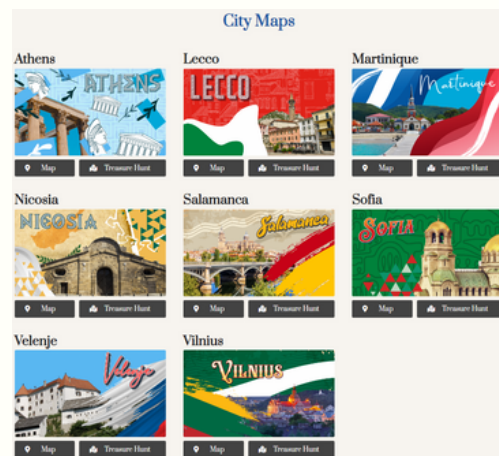 City Maps
Athens
Lecco
Martinique
ATHENS
LECCO
Martinique
Map
Treasure Hunt
Map
Treasure Hunt
Map
Treasure Hunt
Nicosia
Salamanca
Sofia
NICOSIA
Salamanca
SOFIA
Map
Treasure Hunt
Map
Treasure Hunt
Map
Treasure Hunt
Velenje
Vilnius
Velenje
VILNIUS
Map
Treasure Hunt
Map
Treasure Hunt